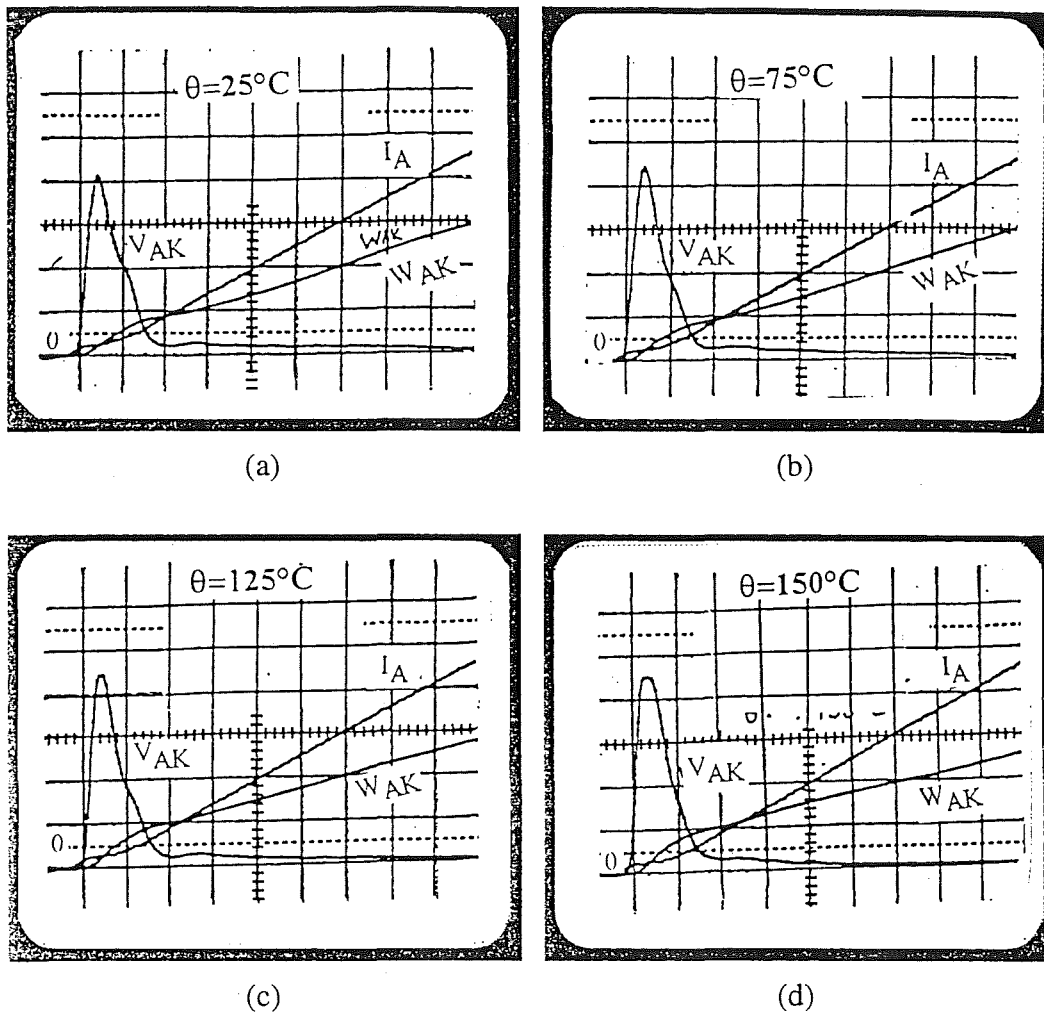 θ=25°C
I_A
V_AK
W_AK
0
(a)
θ=75°C
I_A
V_AK
W_AK
0
(b)
θ=125°C
I_A
V_AK
W_AK
0
(c)
θ=150°C
I_A
V_AK
W_AK
0
(d)